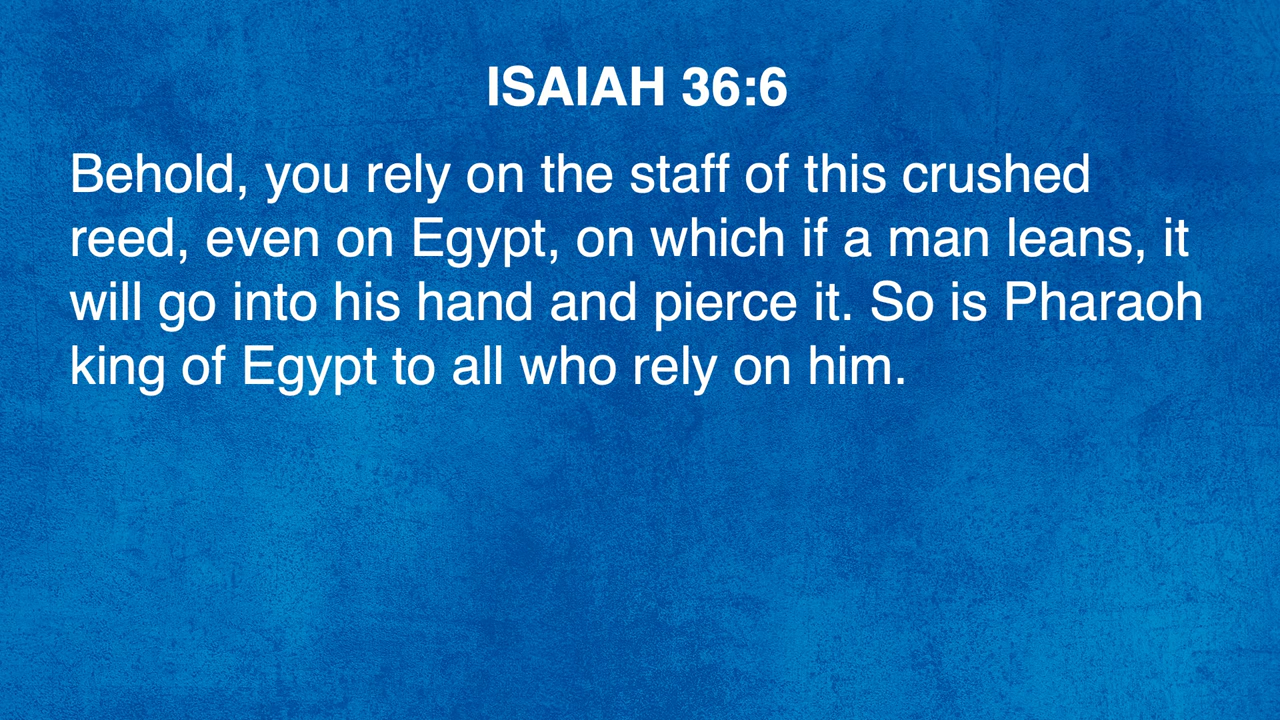 ISAIAH 36:6
Behold, you rely on the staff of this crushed
reed, even on Egypt, on which if a man leans, it
will go into his hand and pierce it. So is Pharaoh
king of Egypt to all who rely on him.